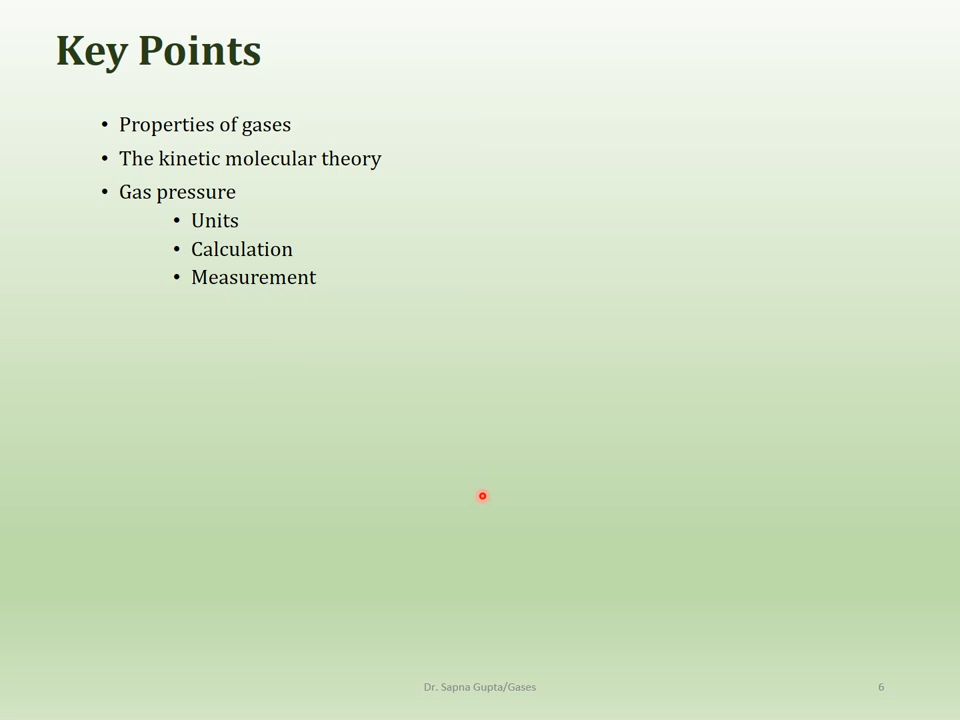 Key Points
• Properties of gases
• The kinetic molecular theory
• Gas pressure
• Units
• Calculation
• Measurement
Dr. Sapna Gupta/Gases
6